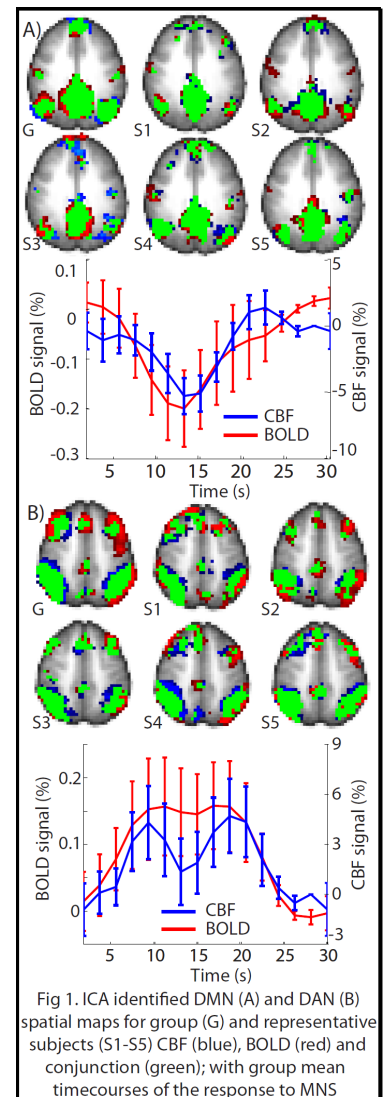 A)
G S1 S2
S3 S4 S5
0.1
0
-0.1
-0.2
-0.3
BOLD signal (%)
5
0
-5
-10
CBF signal (%)
CBF
BOLD
5 10 15 20 25 30
Time (s)
B)
G S1 S2
S3 S4 S5
0.2
0.1
0
BOLD signal (%)
9
4
0
-3
CBF signal (%)
CBF
BOLD
5 10 15 20 25 30
Time (s)
Fig 1. ICA identified DMN (A) and DAN (B)
spatial maps for group (G) and representative
subjects (S1-S5) CBF (blue), BOLD (red) and
conjunction (green); with group mean
timecourses of the response to MNS